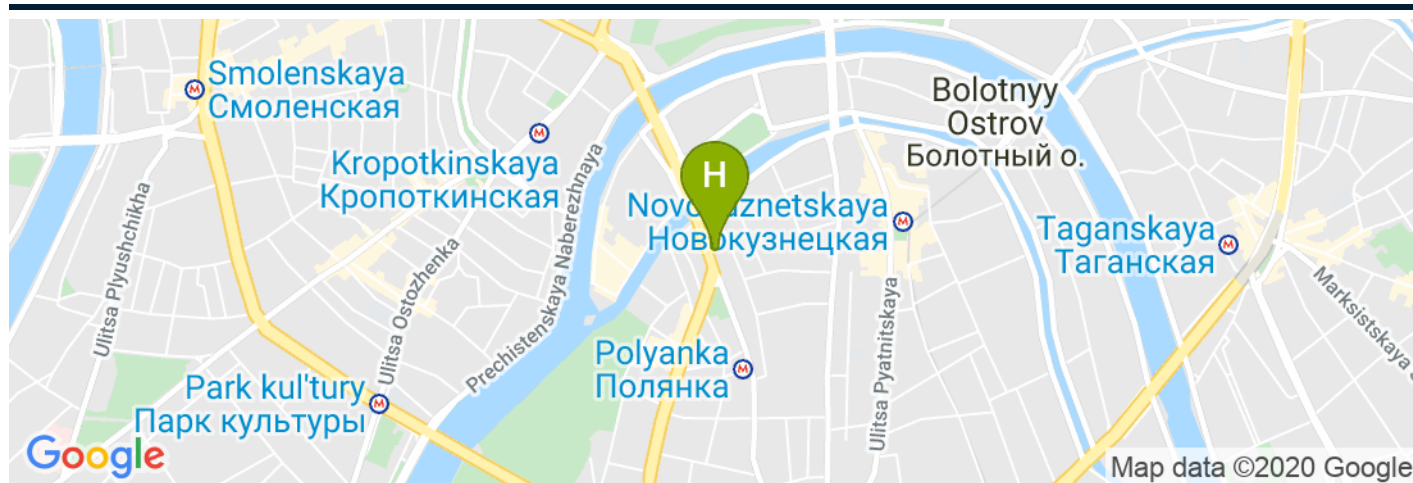 Smolenskaya
Смоленская
Bolotnyy
Ostrov
Болотный о.
Kropotkinskaya
Кропоткинская
H
Новокузнецкая
Taganskaya
Таганская
Ulitsa Plyushchikha
Ulitsa Ostozhenka
Prechistenskaya Naberezhnaya
Ulitsa Pyatnitskaya
Marksistskaya
Polyanka
Полянка
Park kul'tury
Парк культуры
M
M
M
M
M
M
Google
Map data ©2020 Google